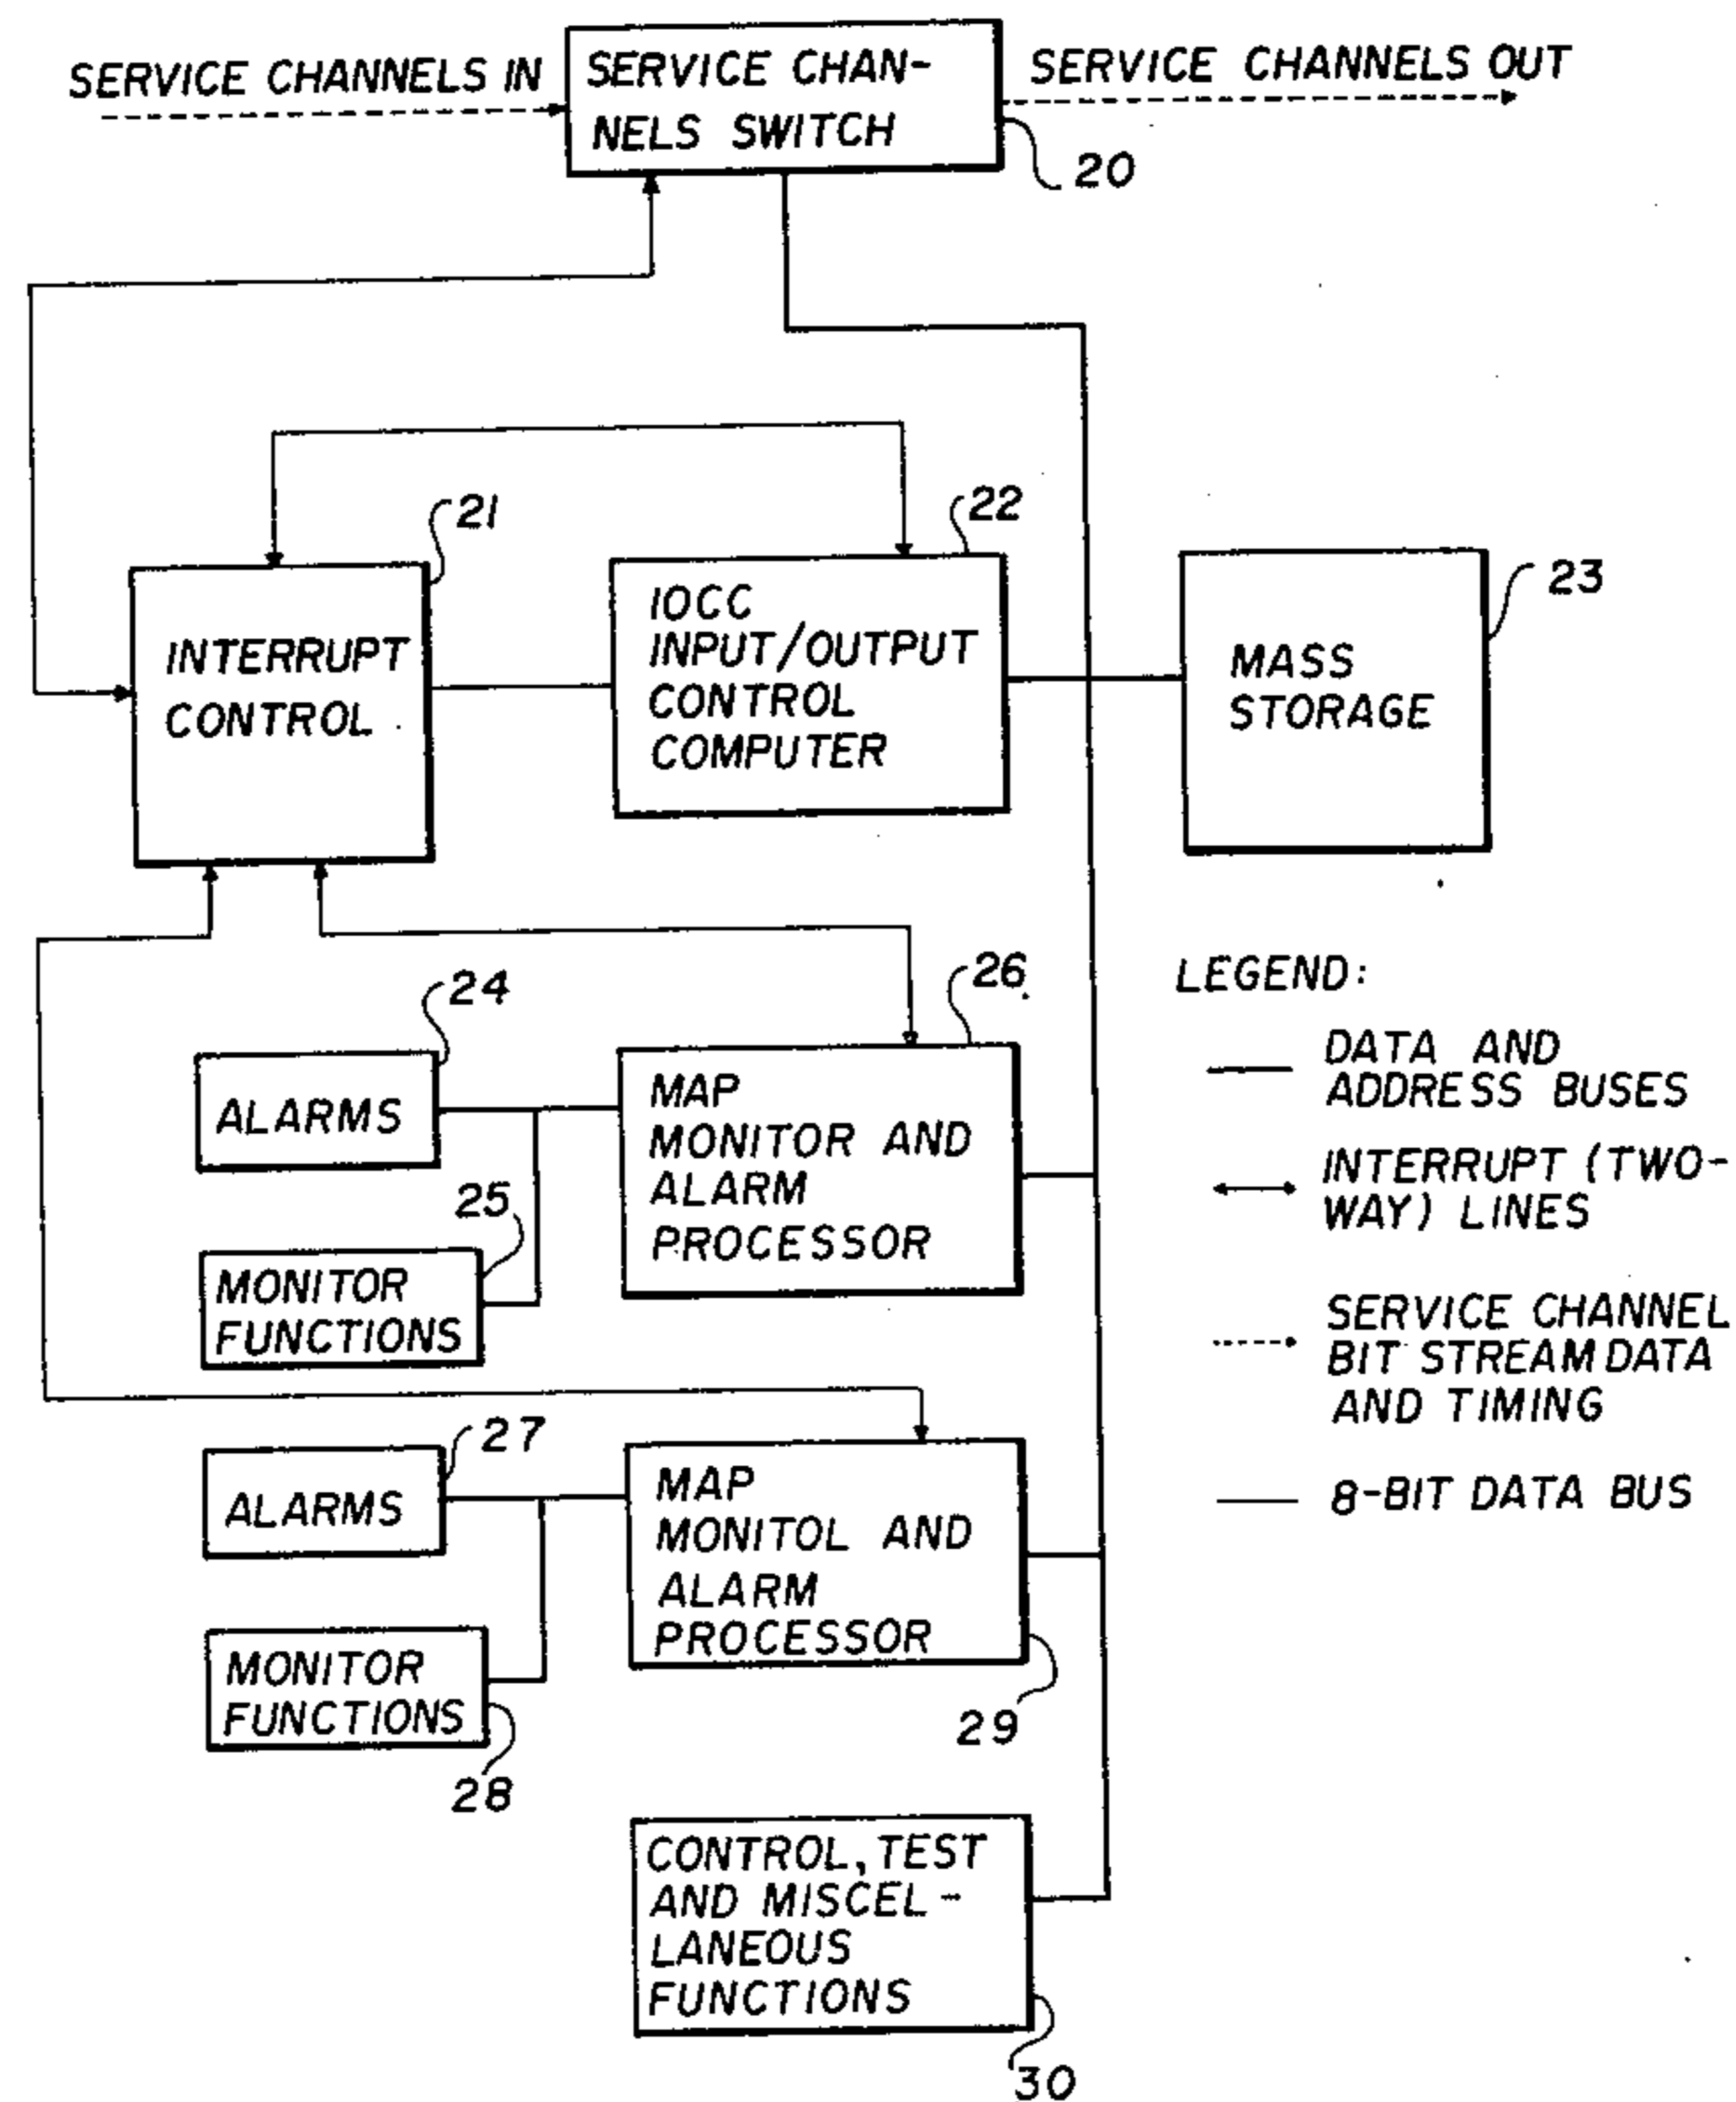 SERVICE CHANNELS IN
SERVICE CHAN-
NELS SWITCH
SERVICE CHANNELS OUT
20
21
22
23
INTERRUPT
CONTROL
IOCC
INPUT/OUTPUT
CONTROL
COMPUTER
MASS
STORAGE
24
ALARMS
25
MONITOR
FUNCTIONS
26
MAP
MONITOR AND
ALARM
PROCESSOR
LEGEND:
DATA AND
ADDRESS BUSES
INTERRUPT (TWO-
WAY) LINES
SERVICE CHANNEL
BIT STREAM DATA
AND TIMING
8-BIT DATA BUS
27
ALARMS
MONITOR
FUNCTIONS
28
MAP
MONITOL AND
ALARM
PROCESSOR
29
CONTROL, TEST
AND MISCEL-
LANEOUS
FUNCTIONS
30